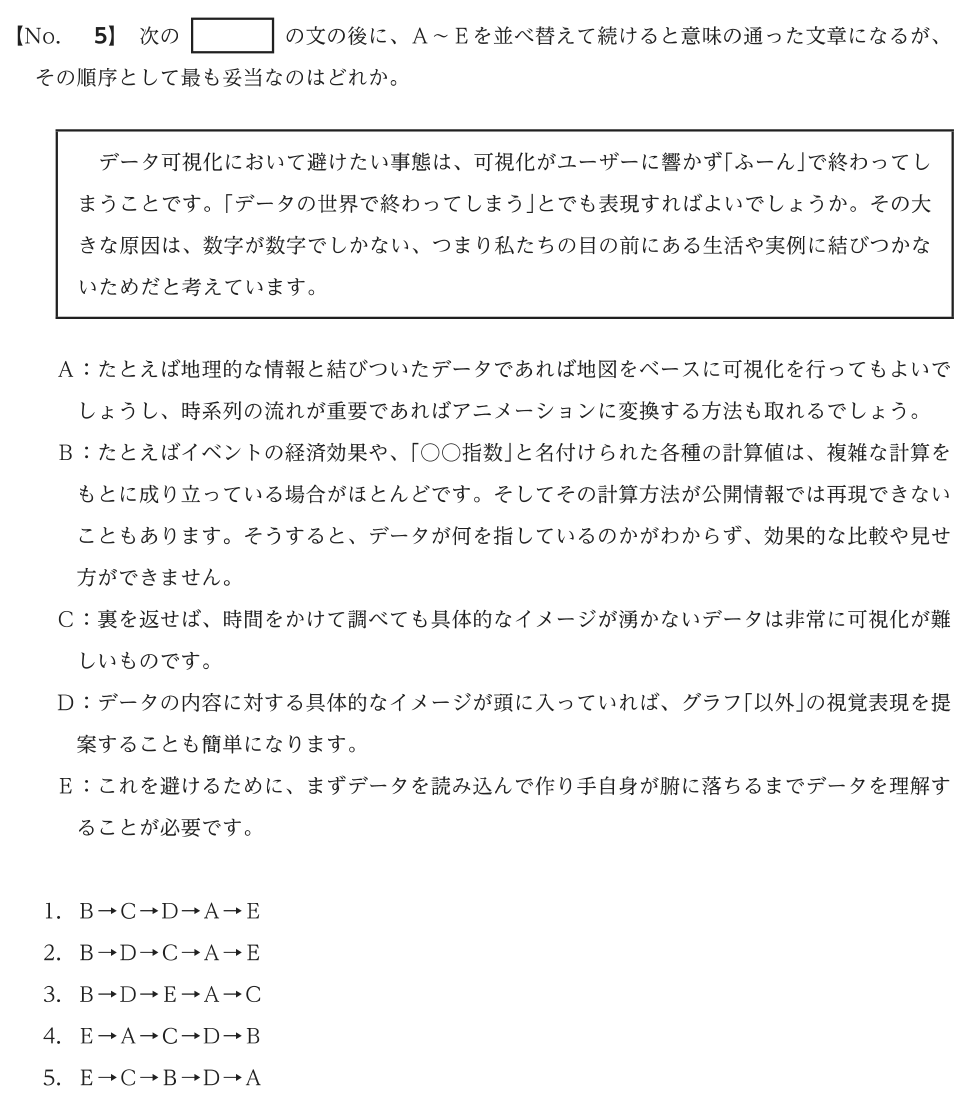 【No. 5】 次の の文の後に、A~Eを並べ替えて続けると意味の通った文章になるが、
その順序として最も妥当なのはどれか。
データ可視化において避けたい事態は、可視化がユーザーに響かず「ふーん」で終わってし
まうことです。「データの世界で終わってしまう」とでも表現すればよいでしょうか。その大
きな原因は、数字が数字でしかない、つまり私たちの目の前にある生活や実例に結びつかな
いためだと考えています。
A:たとえば地理的な情報と結びついたデータであれば地図をベースに可視化を行ってもよいで
しょうし、時系列の流れが重要であればアニメーションに変換する方法も取れるでしょう。
B:たとえばイベントの経済効果や、「○○指数」と名付けられた各種の計算値は、複雑な計算を
もとに成り立っている場合がほとんどです。そしてその計算方法が公開情報では再現できない
こともあります。そうすると、データが何を指しているのかがわからず、効果的な比較や見せ
方ができません。
C:裏を返せば、時間をかけて調べても具体的なイメージが湧かないデータは非常に可視化が難
しいものです。
D:データの内容に対する具体的なイメージが頭に入っていれば、グラフ「以外」の視覚表現を提
案することも簡単になります。
E:これを避けるために、まずデータを読み込んで作り手自身が腑に落ちるまでデータを理解す
ることが必要です。
1. B→C→D→A→E
2. B→D→C→A→E
3. B→D→E→A→C
4. E→A→C→D→B
5. E→C→B→D→A